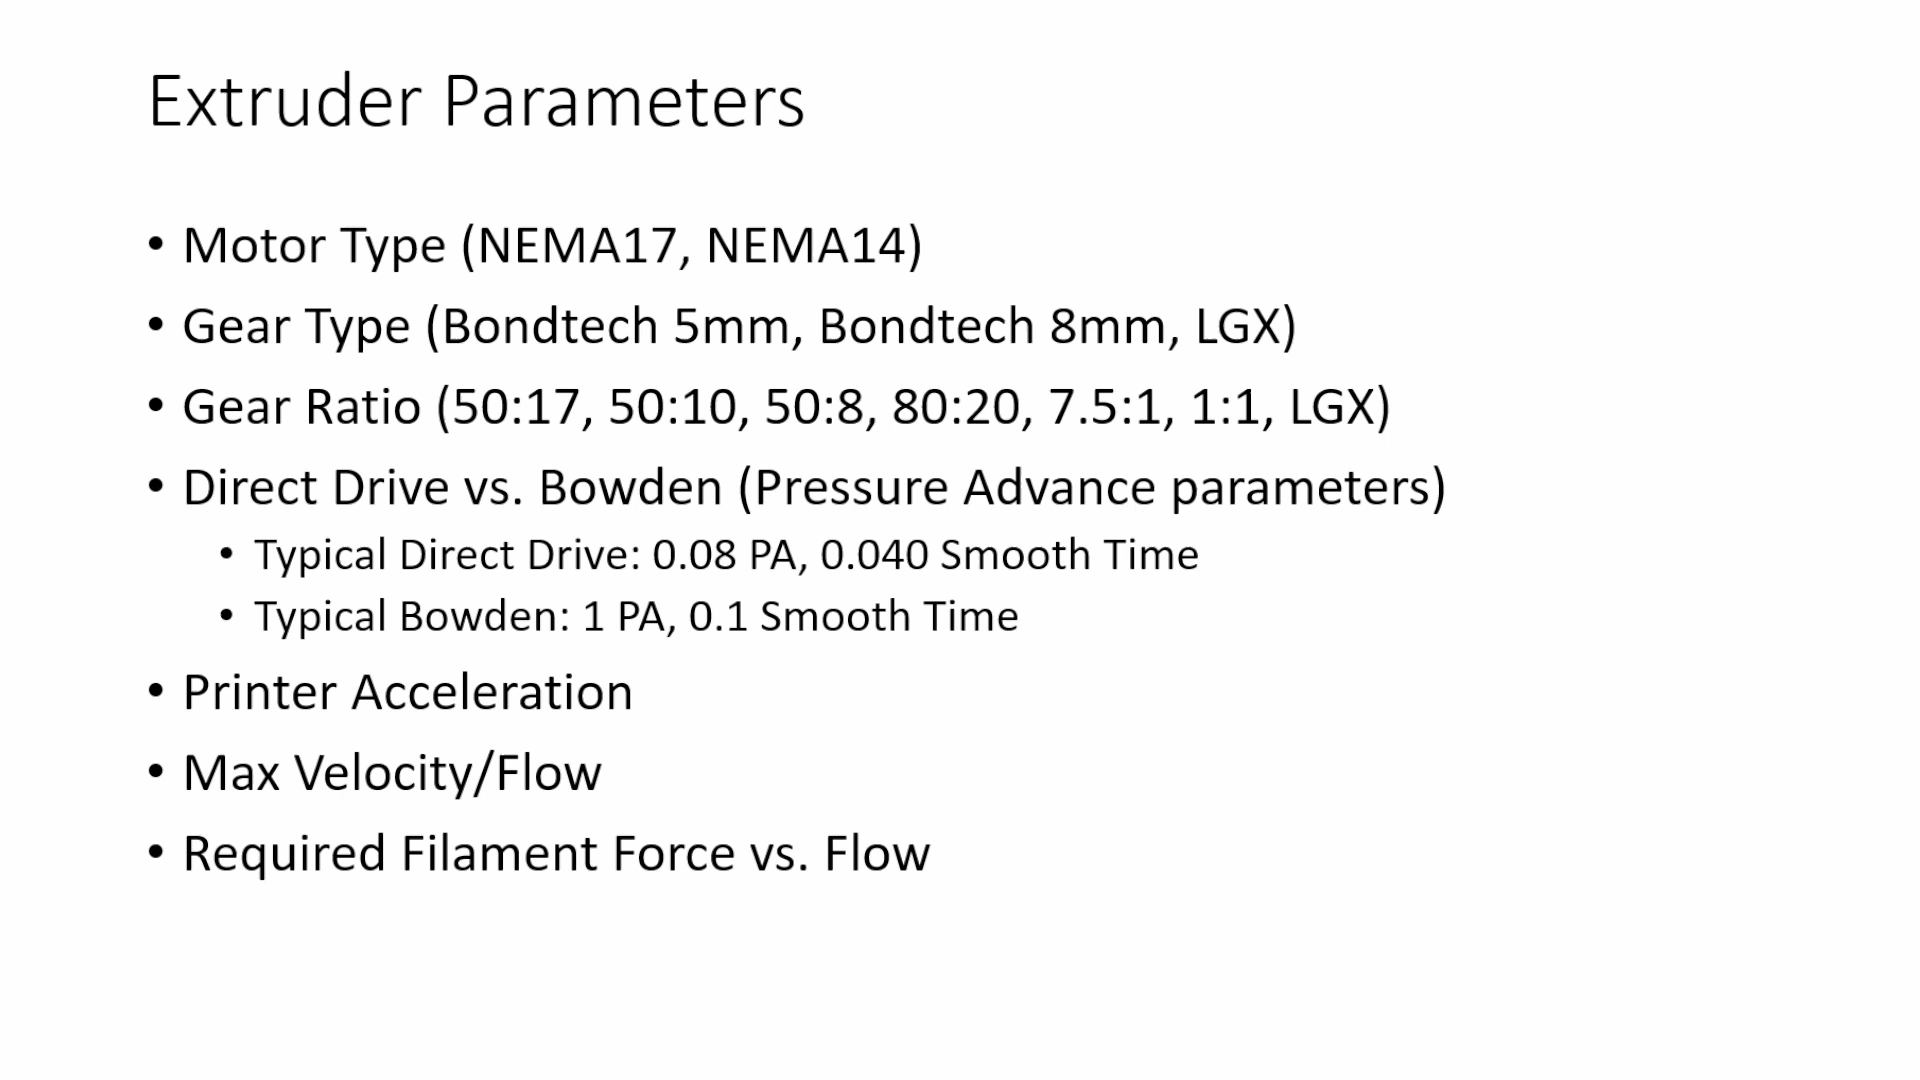 Extruder Parameters
• Motor Type (NEMA17, NEMA14)
• Gear Type (Bondtech 5mm, Bondtech 8mm, LGX)
• Gear Ratio (50:17, 50:10, 50:8, 80:20, 7.5:1, 1:1, LGX)
• Direct Drive vs. Bowden (Pressure Advance parameters)
• Typical Direct Drive: 0.08 PA, 0.040 Smooth Time
• Typical Bowden: 1 PA, 0.1 Smooth Time
• Printer Acceleration
• Max Velocity/Flow
• Required Filament Force vs. Flow